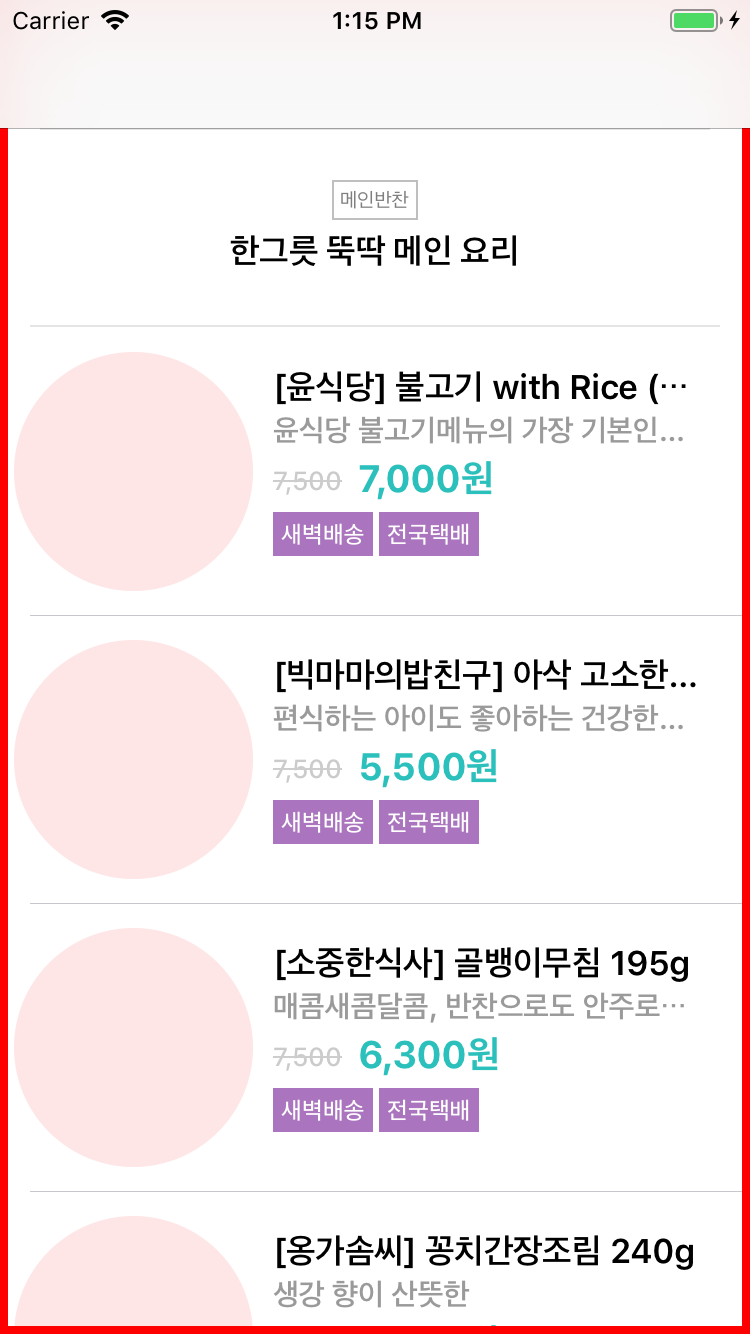 Carrier 1:15 PM
메인반찬
한그릇 뚝딱 메인 요리
[윤식당] 불고기 with Rice (…
윤식당 불고기메뉴의 가장 기본인...
7,500 7,000원
새벽배송 전국택배
[빅마마의밥친구] 아삭 고소한...
편식하는 아이도 좋아하는 건강한...
7,500 5,500원
새벽배송 전국택배
[소중한식사] 골뱅이무침 195g
매콤새콤달콤, 반찬으로도 안주로…
7,500 6,300원
새벽배송 전국택배
[옹가솜씨] 꽁치간장조림 240g
생강 향이 산뜻한